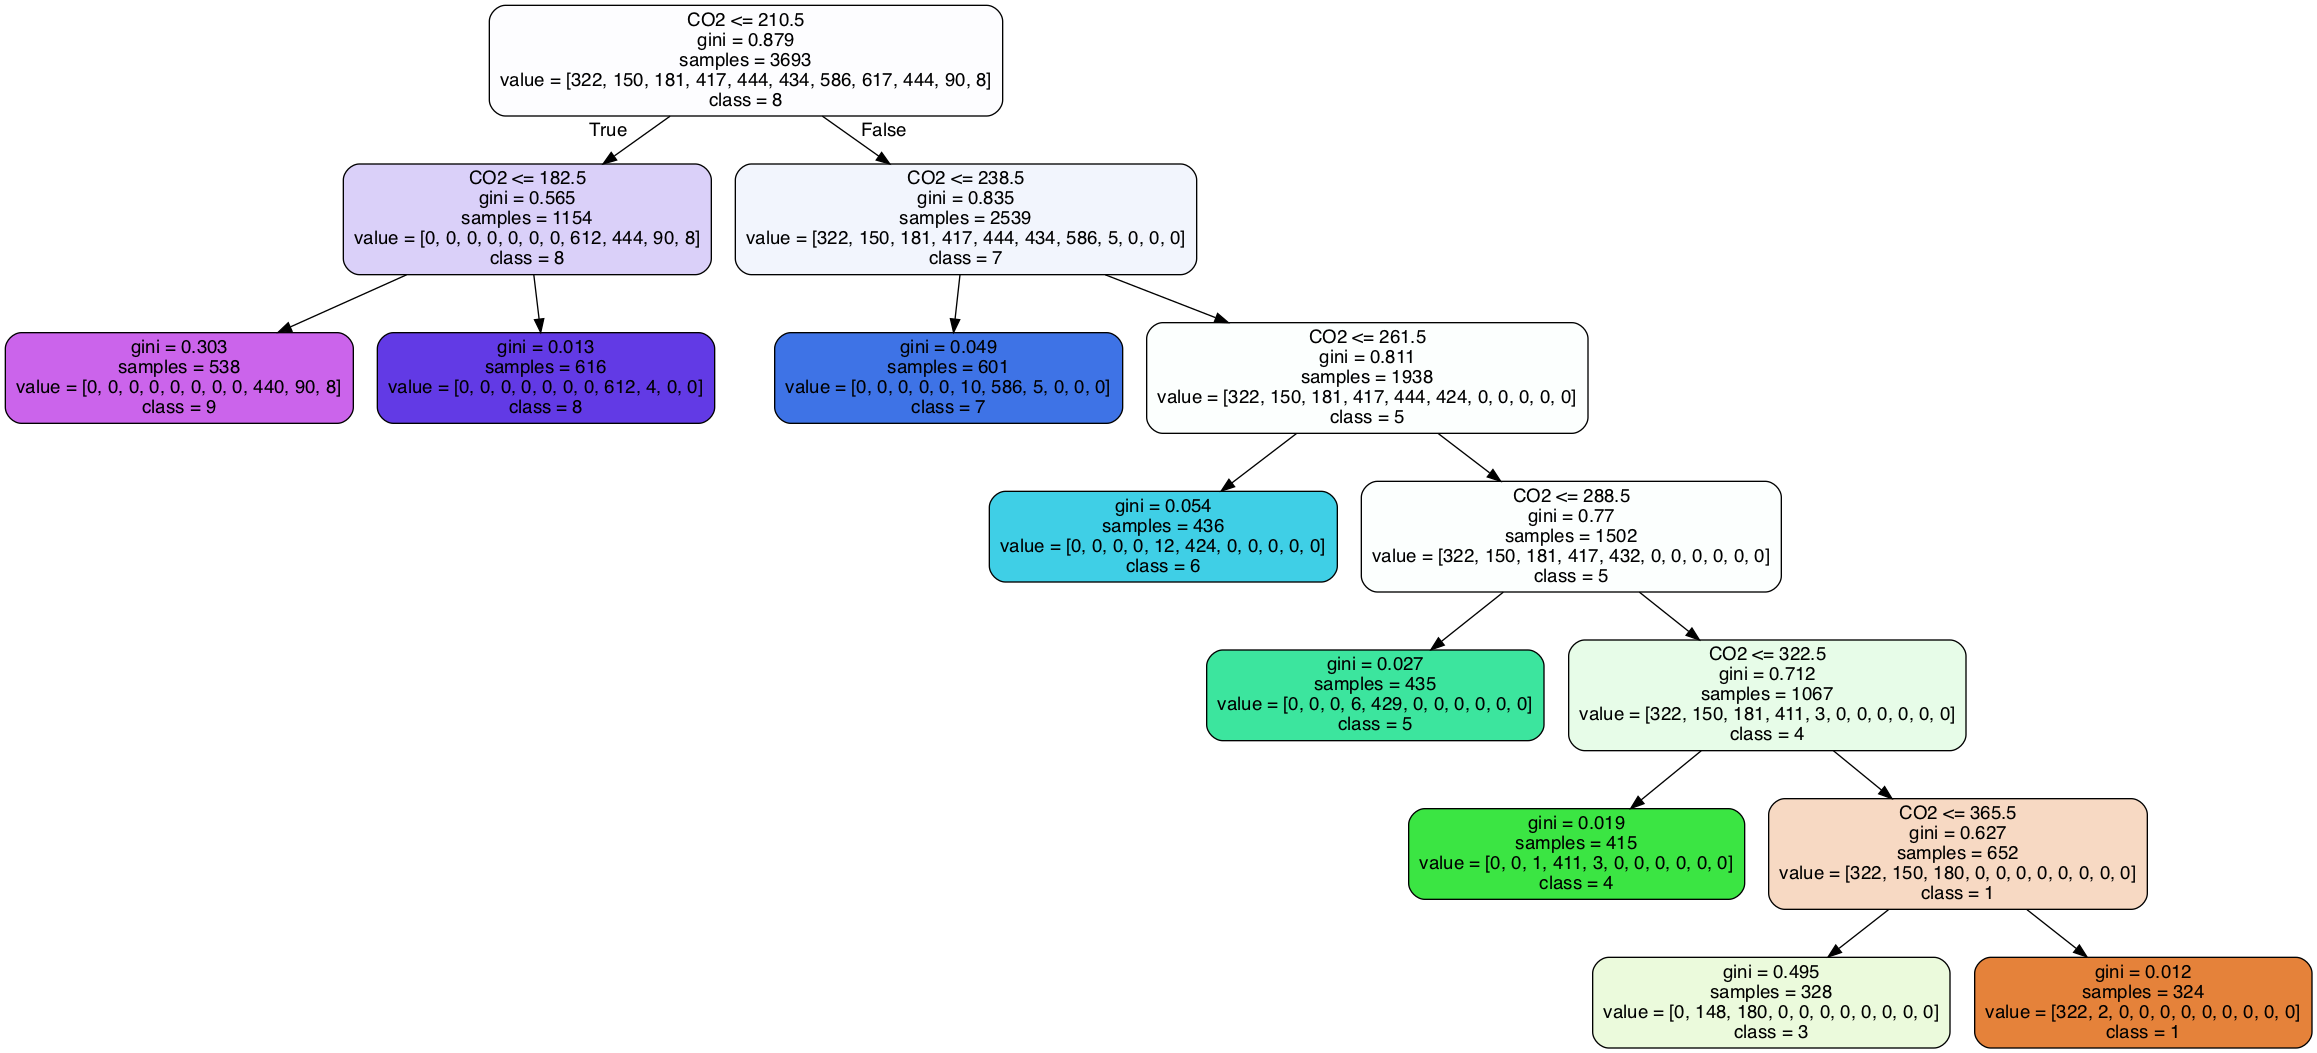 CO2 <= 210.5
gini = 0.879
samples = 3693
value = [322, 150, 181, 417, 444, 434, 586, 617, 444, 90, 8]
class = 8
True
False
CO2 <= 182.5
gini = 0.565
samples = 1154
value = [0, 0, 0, 0, 0, 0, 0, 612, 444, 90, 8]
class = 8
CO2 <= 238.5
gini = 0.835
samples = 2539
value = [322, 150, 181, 417, 444, 434, 586, 5, 0, 0, 0]
class = 7
gini = 0.303
samples = 538
value = [0, 0, 0, 0, 0, 0, 0, 0, 440, 90, 8]
class = 9
gini = 0.013
samples = 616
value = [0, 0, 0, 0, 0, 0, 0, 612, 4, 0, 0]
class = 8
gini = 0.049
samples = 601
value = [0, 0, 0, 0, 0, 10, 586, 5, 0, 0, 0]
class = 7
CO2 <= 261.5
gini = 0.811
samples = 1938
value = [322, 150, 181, 417, 444, 424, 0, 0, 0, 0, 0]
class = 5
gini = 0.054
samples = 436
value = [0, 0, 0, 0, 12, 424, 0, 0, 0, 0, 0]
class = 6
CO2 <= 288.5
gini = 0.77
samples = 1502
value = [322, 150, 181, 417, 432, 0, 0, 0, 0, 0, 0]
class = 5
gini = 0.027
samples = 435
value = [0, 0, 0, 6, 429, 0, 0, 0, 0, 0, 0]
class = 5
CO2 <= 322.5
gini = 0.712
samples = 1067
value = [322, 150, 181, 411, 3, 0, 0, 0, 0, 0, 0]
class = 4
gini = 0.019
samples = 415
value = [0, 0, 1, 411, 3, 0, 0, 0, 0, 0, 0]
class = 4
CO2 <= 365.5
gini = 0.627
samples = 652
value = [322, 150, 180, 0, 0, 0, 0, 0, 0, 0, 0]
class = 1
gini = 0.495
samples = 328
value = [0, 148, 180, 0, 0, 0, 0, 0, 0, 0, 0]
class = 3
gini = 0.012
samples = 324
value = [322, 2, 0, 0, 0, 0, 0, 0, 0, 0, 0]
class = 1